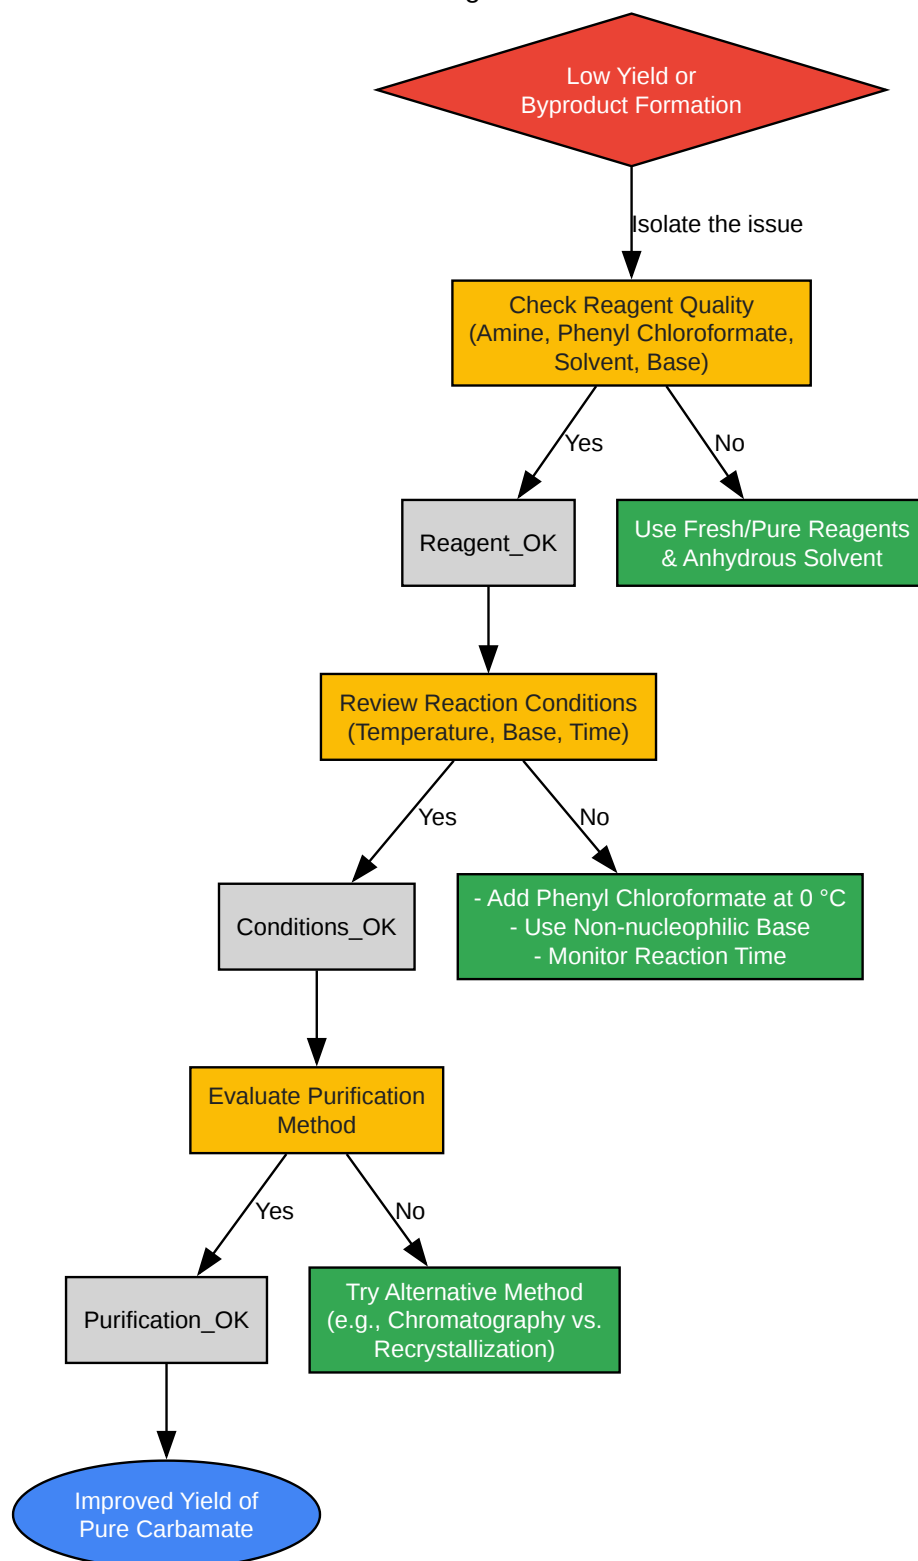 Low Yield or
Byproduct Formation
Isolate the issue
Check Reagent Quality
(Amine, Phenyl Chloroformate,
Solvent, Base)
Yes
No
Reagent_OK
Use Fresh/Pure Reagents
& Anhydrous Solvent
Review Reaction Conditions
(Temperature, Base, Time)
Yes
No
Conditions_OK
- Add Phenyl Chloroformate at 0 °C
- Use Non-nucleophilic Base
- Monitor Reaction Time
Evaluate Purification
Method
Yes
No
Purification_OK
Try Alternative Method
(e.g., Chromatography vs.
Recrystallization)
Improved Yield of
Pure Carbamate